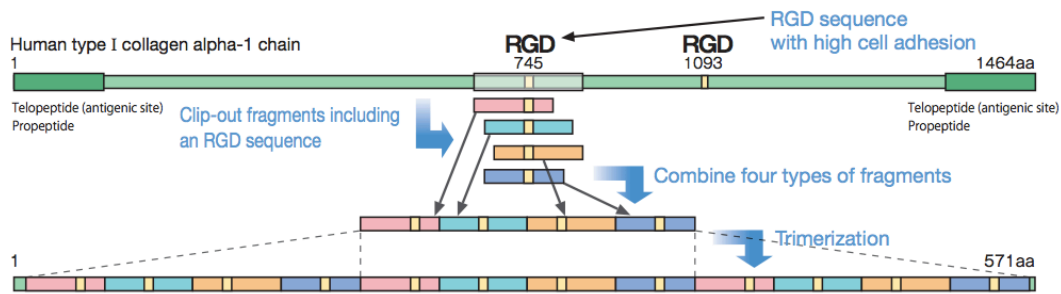 RGD sequence
with high cell adhesion
Human type I collagen alpha-1 chain
RGD
RGD
1
745
1093
1464aa
Telopeptide (antigenic site)
Propeptide
Clip-out fragments including
an RGD sequence
Telopeptide (antigenic site)
Propeptide
Combine four types of fragments
Trimerization
1
571aa